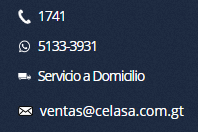 1741
5133-3931
Servicio a Domicilio
ventas@celasa.com.gt